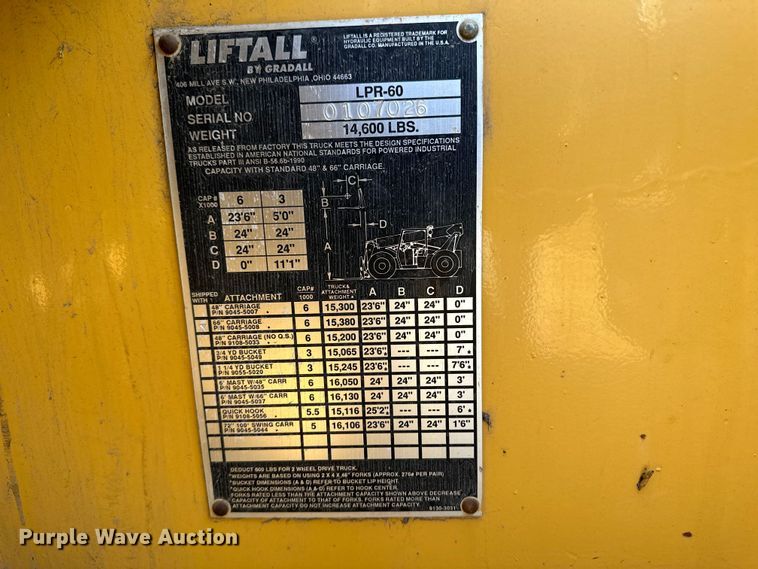 LIFTALL®
BY GRADALL
LIFTALL IS A REGISTERED TRADEMARK FOR
HYDRAULIC EQUIPMENT BUILT BY THE
GRADALL CO. MANUFACTURED IN THE U.S.A.
406 MILL AVE S.W., NEW PHILADELPHIA ,OHIO 44663
MODEL LPR-60
SERIAL NO 0107026
WEIGHT 14,600 LBS.
AS RELEASED FROM FACTORY THIS TRUCK MEETS THE DESIGN SPECIFICATIONS
ESTABLISHED IN AMERICAN NATIONAL STANDARDS FOR POWERED INDUSTRIAL
TRUCKS PART III ANSI B-56.6b-1990
CAPACITY WITH STANDARD 48" & 66" CARRIAGE.
CAP # X1000 6 3
A 23'6" 5'0"
B 24" 24"
C 24" 24"
D 0" 11'1"
C
B
D
A
SHIPPED WITH ATTACHMENT CAP# 1000 TRUCK& ATTACHMENT WEIGHT * A B C D
48" CARRIAGE P/N 9045-5007 6 15,300 23'6" 24" 24" 0"
66" CARRIAGE P/N 9045-5008 6 15,380 23'6" 24" 24" 0"
48" CARRIAGE (NO Q.S.) P/N 9108-5033 6 15,200 23'6" 24" 24" 0"
3/4 YD BUCKET P/N 9045-5049 3 15,065 23'6"* --- --- 7'*
1 1/4 YD BUCKET P/N 9055-5020 3 15,245 23'6"* --- --- 7'6"*
6' MAST W/48" CARR P/N 9045-5035 6 16,050 24' 24" 24" 3'
6' MAST W/66" CARR P/N 9045-5037 6 16,130 24' 24" 24" 3'
QUICK HOOK P/N 9108-5056 5.5 15,116 25'2"* --- --- 6'*
72" 100° SWING CARR P/N 9045-5044 5 16,106 23'6" 24" 24" 1'6"
DEDUCT 600 LBS FOR 2 WHEEL DRIVE TRUCK.
*WEIGHTS ARE BASED ON USING 2 X 4 X 48" FORKS (APPROX. 270# PER PAIR)
*BUCKET DIMENSIONS (A & D) REFER TO BUCKET LIP HEIGHT.
*QUICK HOOK DIMENSIONS (A & D) REFER TO HOOK CENTER.
FORKS RATED LESS THAN THE ATTACHMENT CAPACITY SHOWN ABOVE DECREASE
CAPACITY OF ATTACHMENT TO THAT OF FORKS. FORKS RATED MORE THAN
ATTACHMENT DO NOT INCREASE CAPACITY OF ATTACHMENT.
9130-3031
Purple Wave Auction®